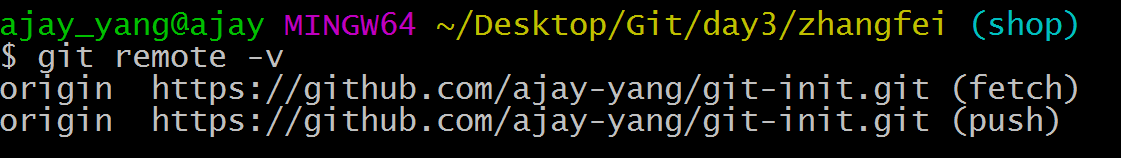 ajay_yang@ajay MINGW64 ~/Desktop/Git/day3/zhangfei (shop)
$ git remote -v
origin  https://github.com/ajay-yang/git-init.git (fetch)
origin  https://github.com/ajay-yang/git-init.git (push)